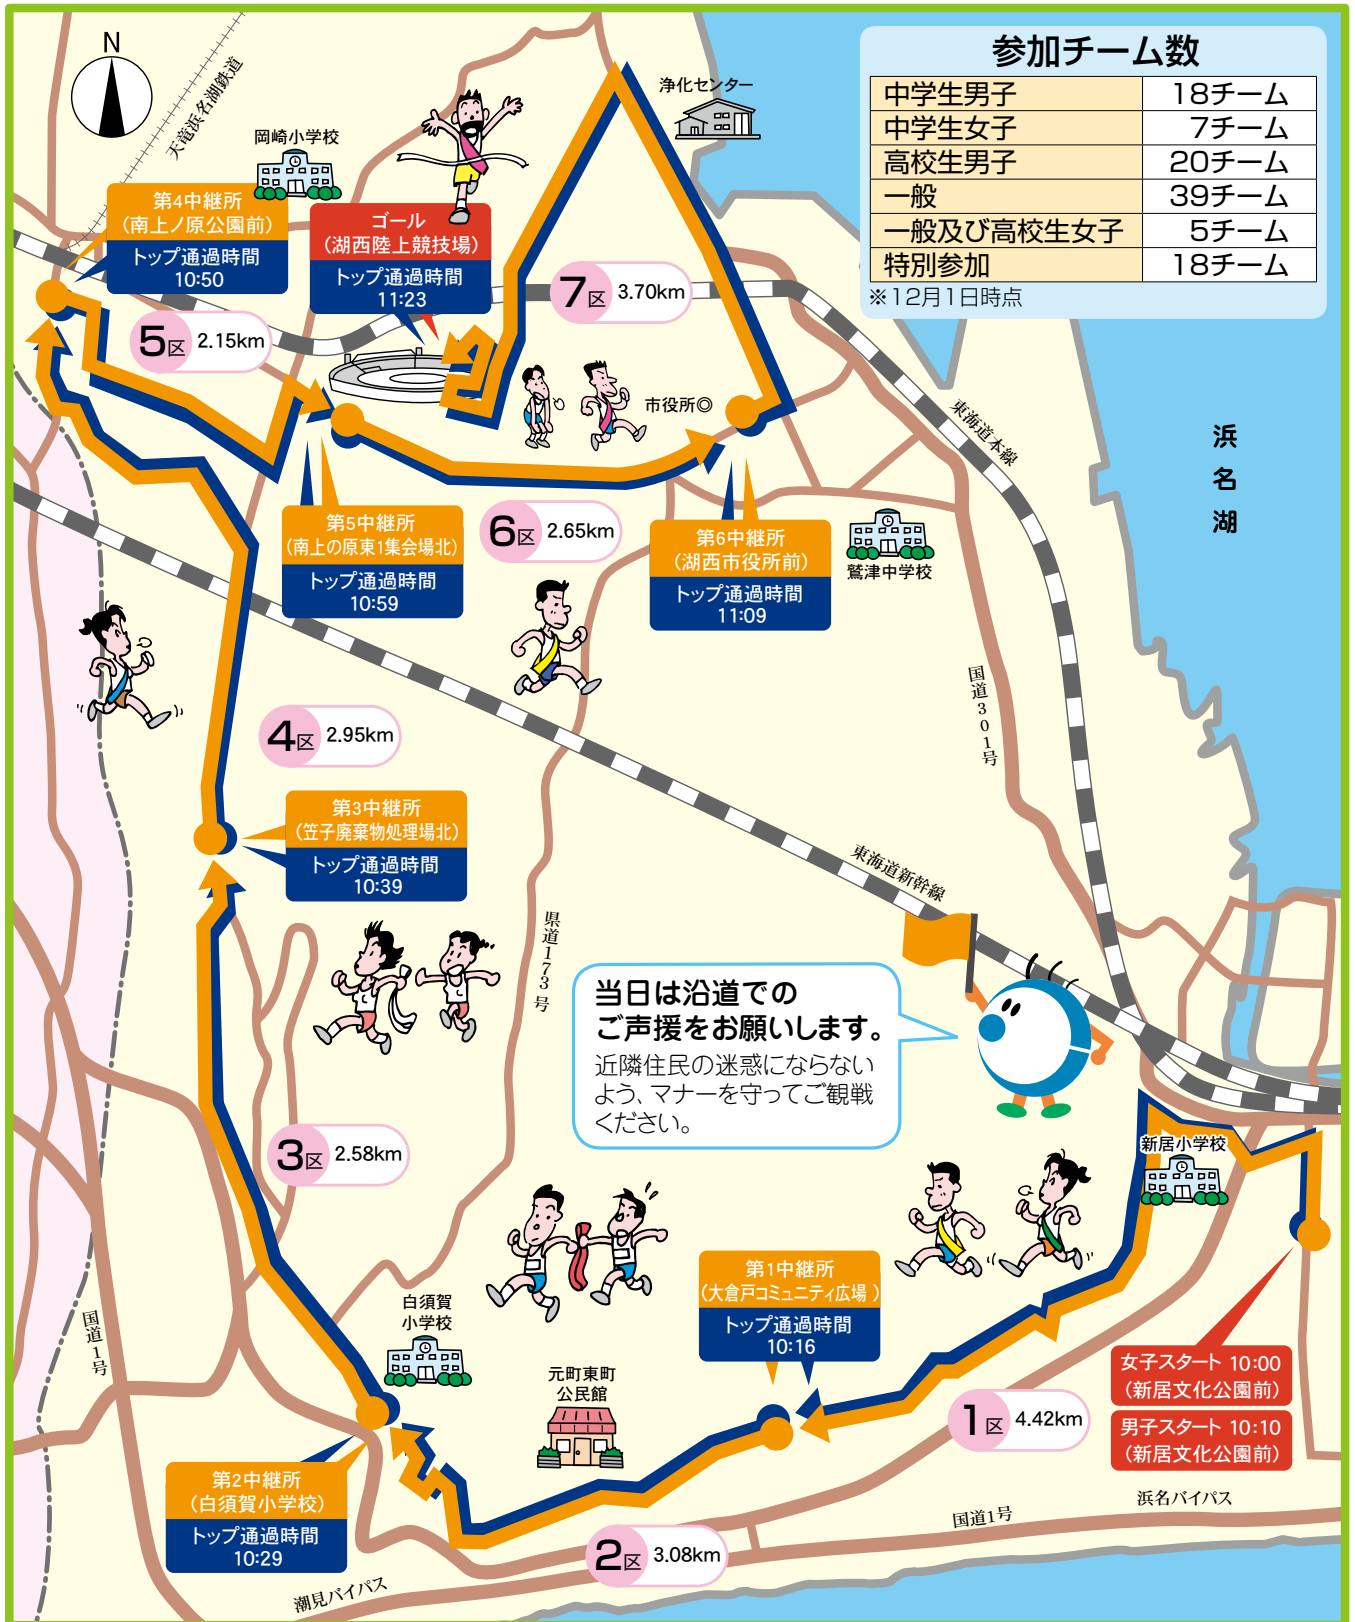 N
天竜浜名湖鉄道
岡崎小学校
浄化センター
参加チーム数
中学生男子 18チーム
中学生女子 7チーム
高校生男子 20チーム
一般 39チーム
一般及び高校生女子 5チーム
特別参加 18チーム
※12月1日時点
第4中継所
(南上ノ原公園前)
トップ通過時間
10:50
ゴール
(湖西陸上競技場)
トップ通過時間
11:23
7区 3.70km
5区 2.15km
市役所◎
東海道本線
浜名湖
第5中継所
(南上の原東1集会場北)
トップ通過時間
10:59
6区 2.65km
第6中継所
(湖西市役所前)
トップ通過時間
11:09
鷲津中学校
国道301号
4区 2.95km
第3中継所
(笠子廃棄物処理場北)
トップ通過時間
10:39
東海道新幹線
県道173号
当日は沿道での
ご声援をお願いします。
近隣住民の迷惑にならない
よう、マナーを守ってご観戦
ください。
3区 2.58km
新居小学校
第1中継所
(大倉戸コミュニティ広場 )
トップ通過時間
10:16
白須賀
小学校
国道1号
元町東町
公民館
女子スタート 10:00
(新居文化公園前)
男子スタート 10:10
(新居文化公園前)
1区 4.42km
第2中継所
(白須賀小学校)
トップ通過時間
10:29
2区 3.08km
国道1号
浜名バイパス
潮見バイパス